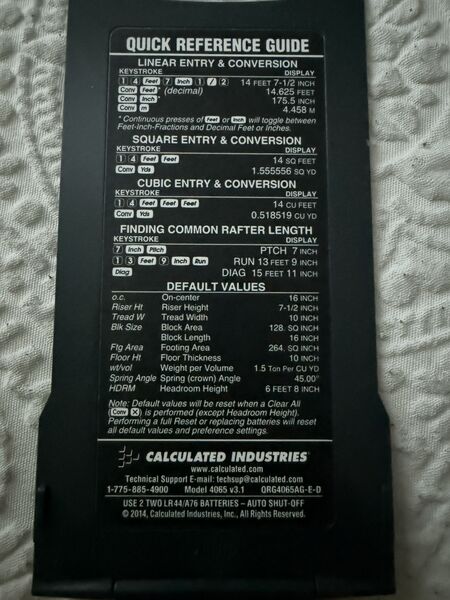 QUICK REFERENCE GUIDE
LINEAR ENTRY & CONVERSION
KEYSTROKE DISPLAY
1 4 Feet 7 Inch 1 / 2 14 FEET 7-1/2 INCH
Conv Feet* (decimal) 14.625 FEET
Conv Inch* 175.5 INCH
Conv m 4.458 M
* Continuous presses of Feet or Inch will toggle between
Feet-Inch-Fractions and Decimal Feet or Inches.
SQUARE ENTRY & CONVERSION
KEYSTROKE DISPLAY
1 4 Feet Feet 14 SQ FEET
Conv Yds 1.555556 SQ YD
CUBIC ENTRY & CONVERSION
KEYSTROKE DISPLAY
1 4 Feet Feet Feet 14 CU FEET
Conv Yds 0.518519 CU YD
FINDING COMMON RAFTER LENGTH
KEYSTROKE DISPLAY
7 Inch Pitch PTCH 7 INCH
1 3 Feet 9 Inch Run RUN 13 FEET 9 INCH
Diag DIAG 15 FEET 11 INCH
DEFAULT VALUES
o.c. On-center 16 INCH
Riser Ht Riser Height 7-1/2 INCH
Tread W Tread Width 10 INCH
Blk Size Block Area 128. SQ INCH
Block Length 16 INCH
Ftg Area Footing Area 264. SQ INCH
Floor Ht Floor Thickness 10 INCH
wt/vol Weight per Volume 1.5 Ton Per CU YD
Spring Angle Spring (crown) Angle 45.00°
HDRM Headroom Height 6 FEET 8 INCH
Note: Default values will be reset when a Clear All
(Conv X) is performed (except Headroom Height).
Performing a full Reset or replacing batteries will reset
all default values and preference settings.
CALCULATED INDUSTRIES®
www.calculated.com
Technical Support E-mail: techsup@calculated.com
1-775-885-4900 Model 4065 v3.1 QRG4065AG-E-D
USE 2 TWO LR44/A76 BATTERIES – AUTO SHUT-OFF
© 2014, Calculated Industries, Inc., All Rights Reserved.